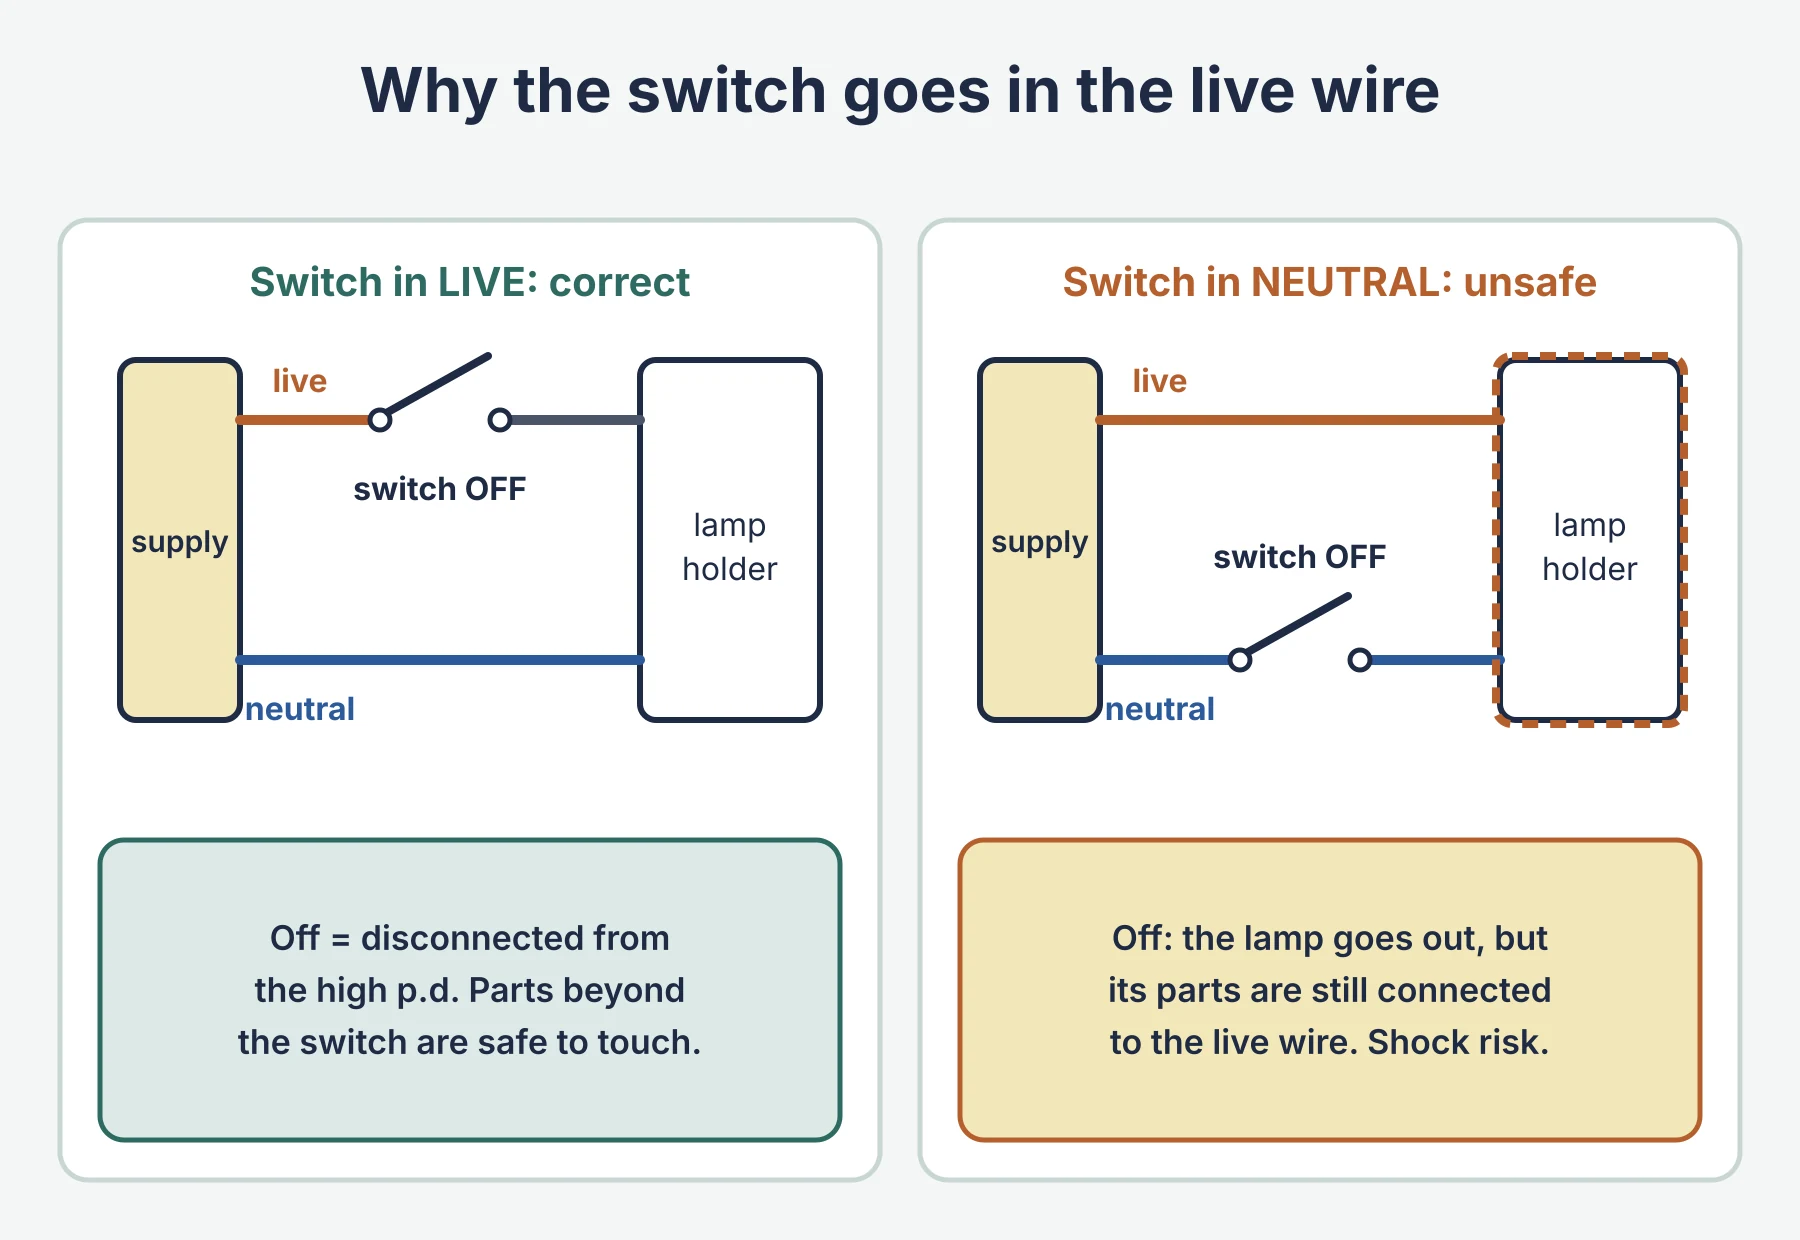 Why the switch goes in the live wire
Switch in LIVE: correct
live
switch OFF
supply
lamp
holder
neutral
Off = disconnected from
the high p.d. Parts beyond
the switch are safe to touch.
Switch in NEUTRAL: unsafe
live
supply
switch OFF
lamp
holder
neutral
Off: the lamp goes out, but
its parts are still connected
to the live wire. Shock risk.